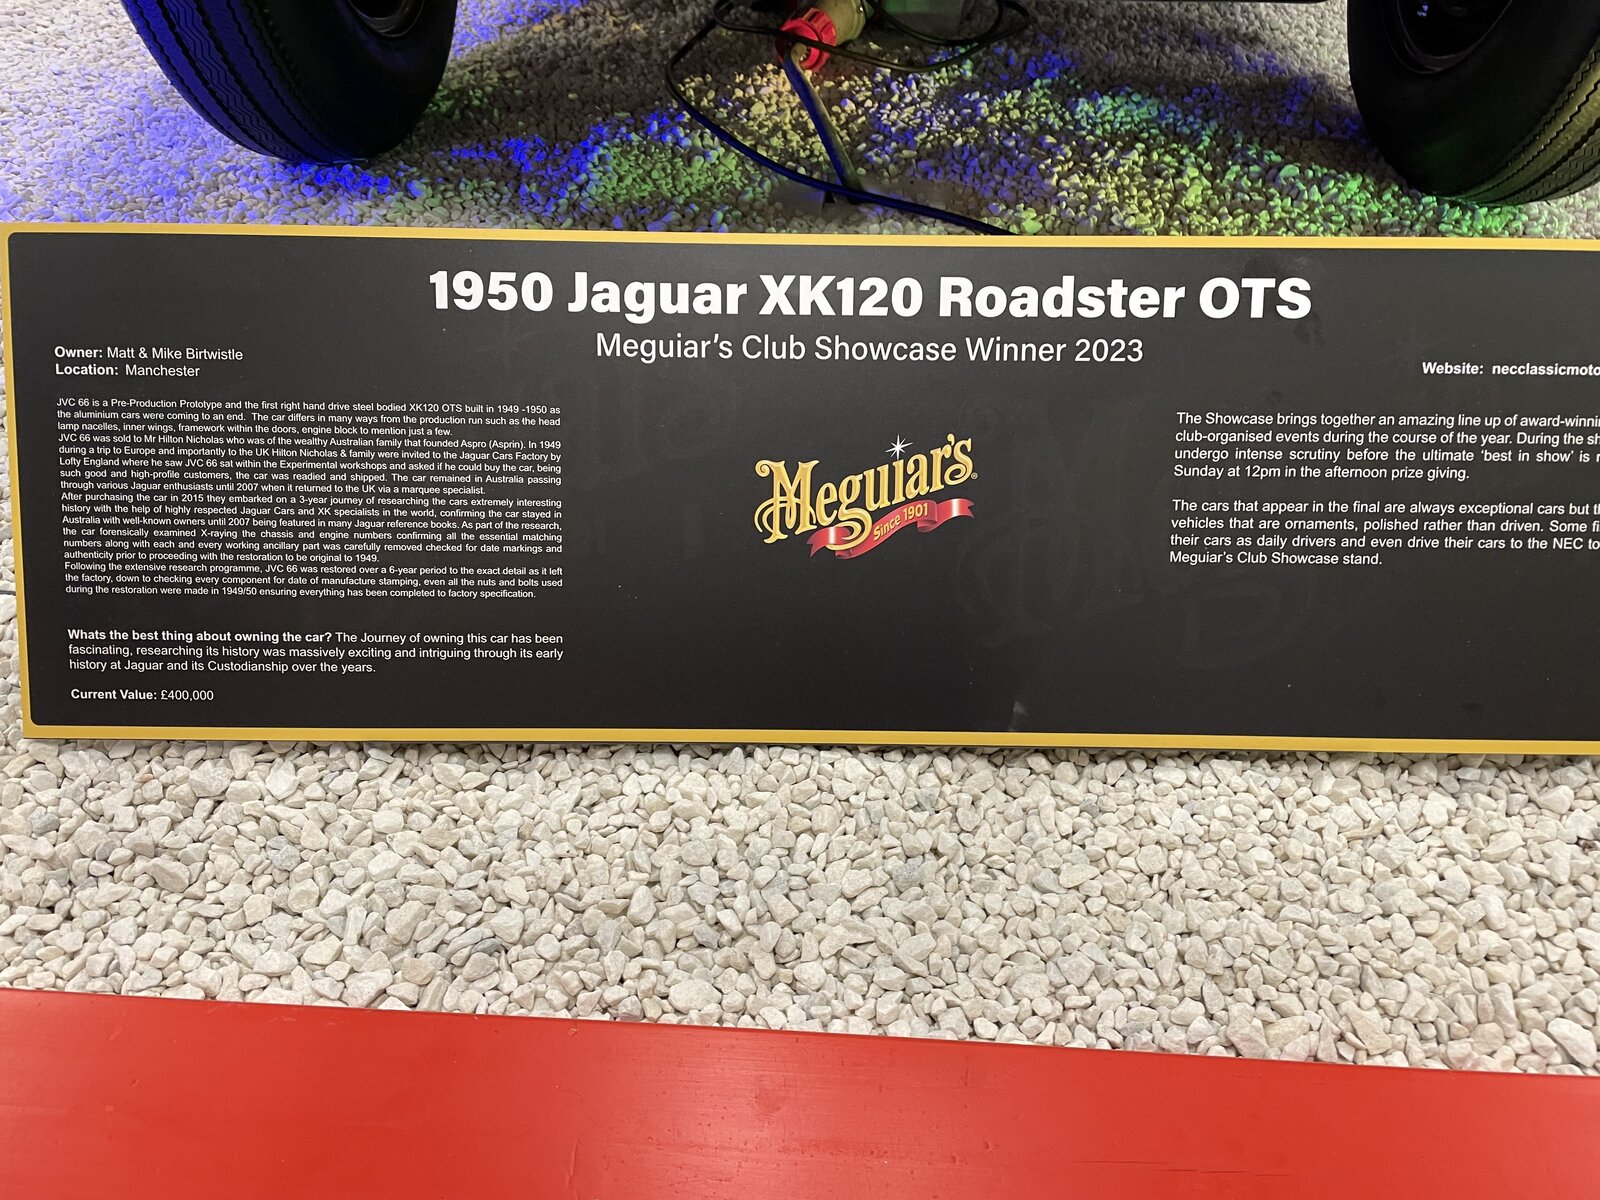 1950 Jaguar XK120 Roadster OTS
Meguiar's Club Showcase Winner 2023
Owner: Matt & Mike Birtwistle
Location: Manchester
JVC 66 is a Pre-Production Prototype and the first right hand drive steel bodied XK120 OTS built in 1949 -1950 as
the aluminium cars were coming to an end. The car differs in many ways from the production run such as the head
lamp nacelles, inner wings, framework within the doors, engine block to mention just a few.
JVC 66 was sold to Mr Hilton Nicholas who was of the wealthy Australian family that founded Aspro (Asprin). In 1949
during a trip to Europe and importantly to the UK Hilton Nicholas & family were invited to the Jaguar Cars Factory by
Lofty England where he saw JVC 66 sat within the Experimental workshops and asked if he could buy the car, being
such good and high-profile customers, the car was readied and shipped. The car remained in Australia passing
through various Jaguar enthusiasts until 2007 when it returned to the UK via a marquee specialist.
After purchasing the car in 2015 they embarked on a 3-year journey of researching the cars extremely interesting
history with the help of highly respected Jaguar Cars and XK specialists in the world, confirming the car stayed in
Australia with well-known owners until 2007 being featured in many Jaguar reference books. As part of the research,
the car forensically examined X-raying the chassis and engine numbers confirming all the essential matching
numbers along with each and every working ancillary part was carefully removed checked for date markings and
authenticity prior to proceeding with the restoration to be original to 1949.
Following the extensive research programme, JVC 66 was restored over a 6-year period to the exact detail as it left
the factory, down to checking every component for date of manufacture stamping, even all the nuts and bolts used
during the restoration were made in 1949/50 ensuring everything has been completed to factory specification.
Whats the best thing about owning the car? The Journey of owning this car has been
fascinating, researching its history was massively exciting and intriguing through its early
history at Jaguar and its Custodianship over the years.
Current Value: £400,000
Meguiar's
Since 1901
Website: necclassicmoto
The Showcase brings together an amazing line up of award-winni
club-organised events during the course of the year. During the sh
undergo intense scrutiny before the ultimate 'best in show' is
Sunday at 12pm in the afternoon prize giving.
The cars that appear in the final are always exceptional cars but
vehicles that are ornaments, polished rather than driven. Some fi
their cars as daily drivers and even drive their cars to the NEC to
Meguiar's Club Showcase stand.